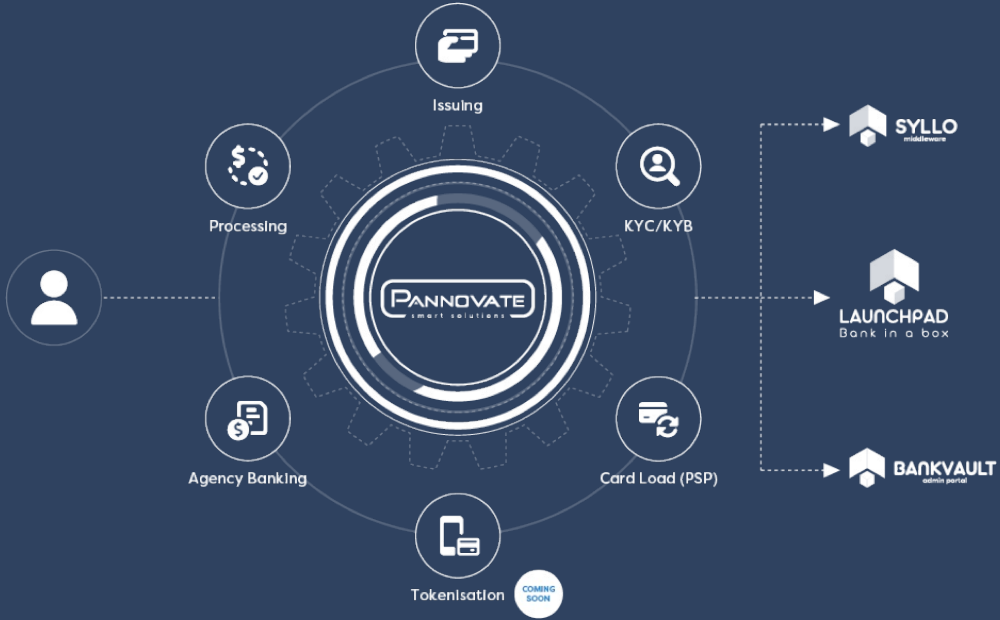 Issuing
SYLLO
middleware
Processing
KYC/KYB
PANNOVATE
smart solutions
LAUNCHPAD
Bank in a box
Agency Banking
Card Load (PSP)
BANKVAULT
admin portal
Tokenisation
COMING
SOON